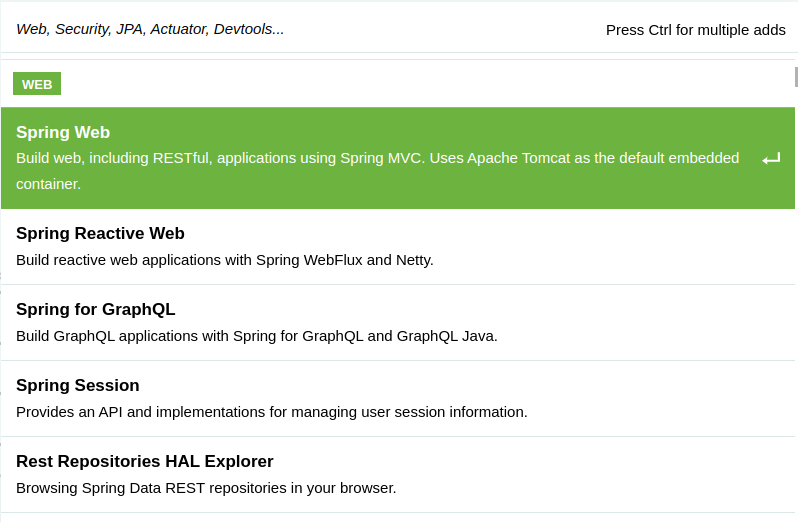 Web, Security, JPA, Actuator, Devtools...
Press Ctrl for multiple adds
WEB
Spring Web
Build web, including RESTful, applications using Spring MVC. Uses Apache Tomcat as the default embedded
container.
Spring Reactive Web
Build reactive web applications with Spring WebFlux and Netty.
Spring for GraphQL
Build GraphQL applications with Spring for GraphQL and GraphQL Java.
Spring Session
Provides an API and implementations for managing user session information.
Rest Repositories HAL Explorer
Browsing Spring Data REST repositories in your browser.